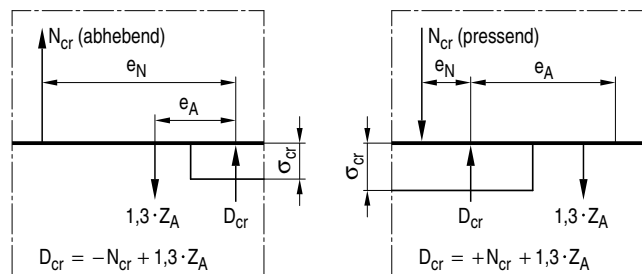 N_cr (abhebend)
e_N
e_A
σ_cr
1,3·Z_A
D_cr
D_cr = −N_cr + 1,3·Z_A
N_cr (pressend)
e_N
e_A
σ_cr
D_cr
1,3·Z_A
D_cr = +N_cr + 1,3·Z_A